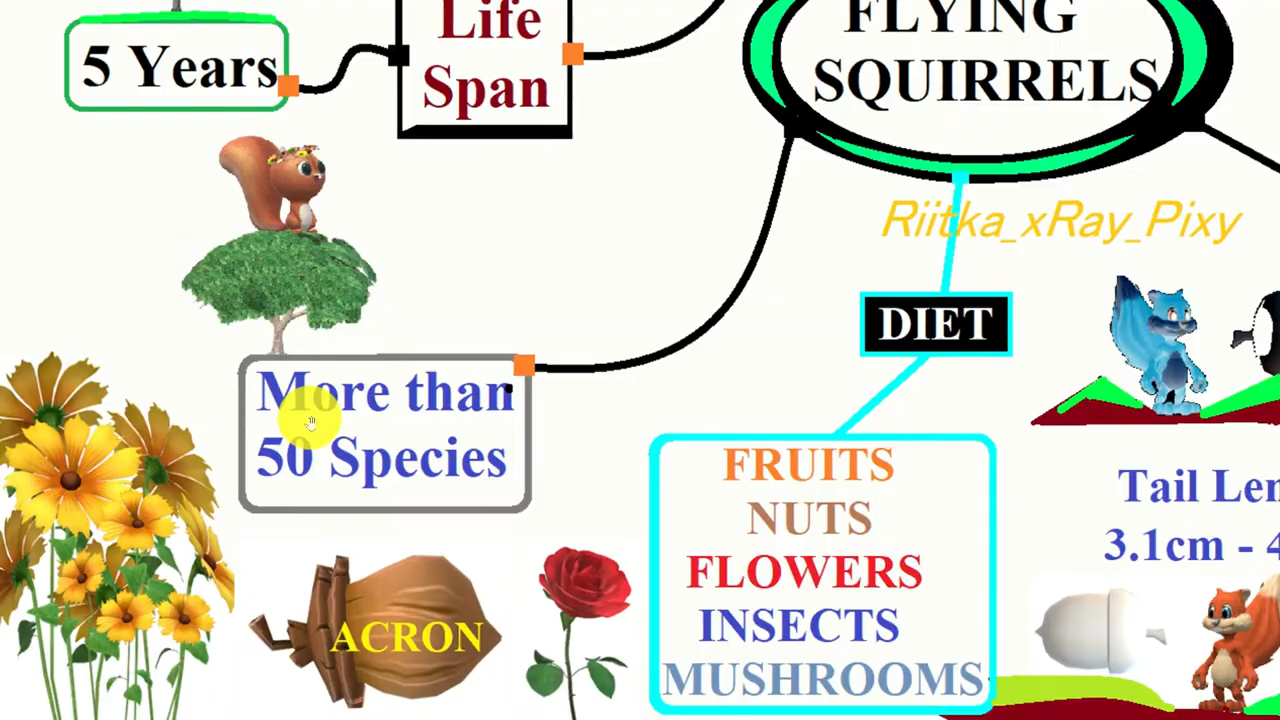 5 Years
Life
Span
FLYING
SQUIRRELS
Riitka_xRay_Pixy
DIET
More than
50 Species
FRUITS
NUTS
FLOWERS
INSECTS
MUSHROOMS
ACRON
Tail Len
3.1cm - 4